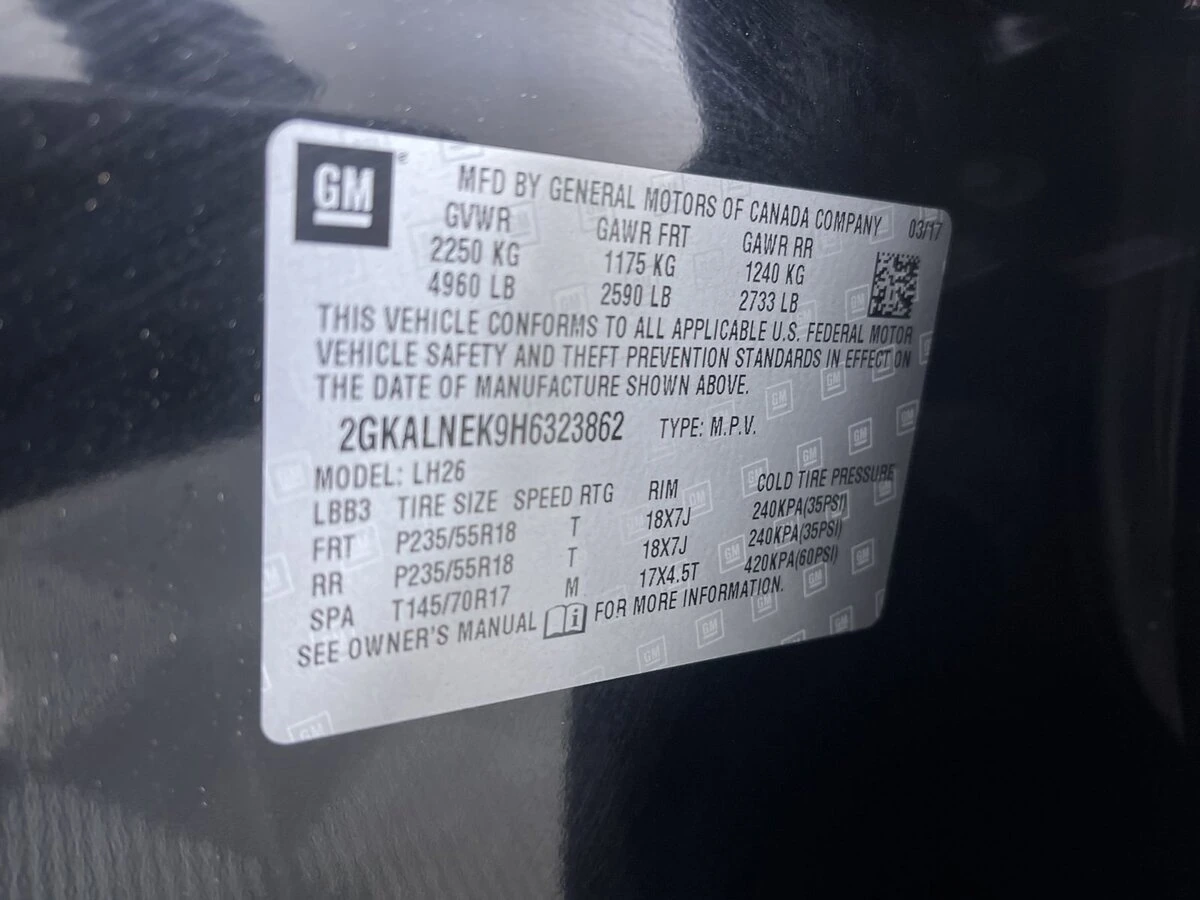 GM®
MFD BY GENERAL MOTORS OF CANADA COMPANY 03/17
GVWR GAWR FRT GAWR RR
2250 KG 1175 KG 1240 KG
4960 LB 2590 LB 2733 LB
THIS VEHICLE CONFORMS TO ALL APPLICABLE U.S. FEDERAL MOTOR
VEHICLE SAFETY AND THEFT PREVENTION STANDARDS IN EFFECT ON
THE DATE OF MANUFACTURE SHOWN ABOVE.
2GKALNEK9H6323862 TYPE: M.P.V.
MODEL: LH26
LBB3 TIRE SIZE SPEED RTG RIM COLD TIRE PRESSURE
FRT P235/55R18 T 18X7J 240KPA(35PSI)
RR P235/55R18 T 18X7J 240KPA(35PSI)
SPA T145/70R17 M 17X4.5T 420KPA(60PSI)
SEE OWNER'S MANUAL i FOR MORE INFORMATION.